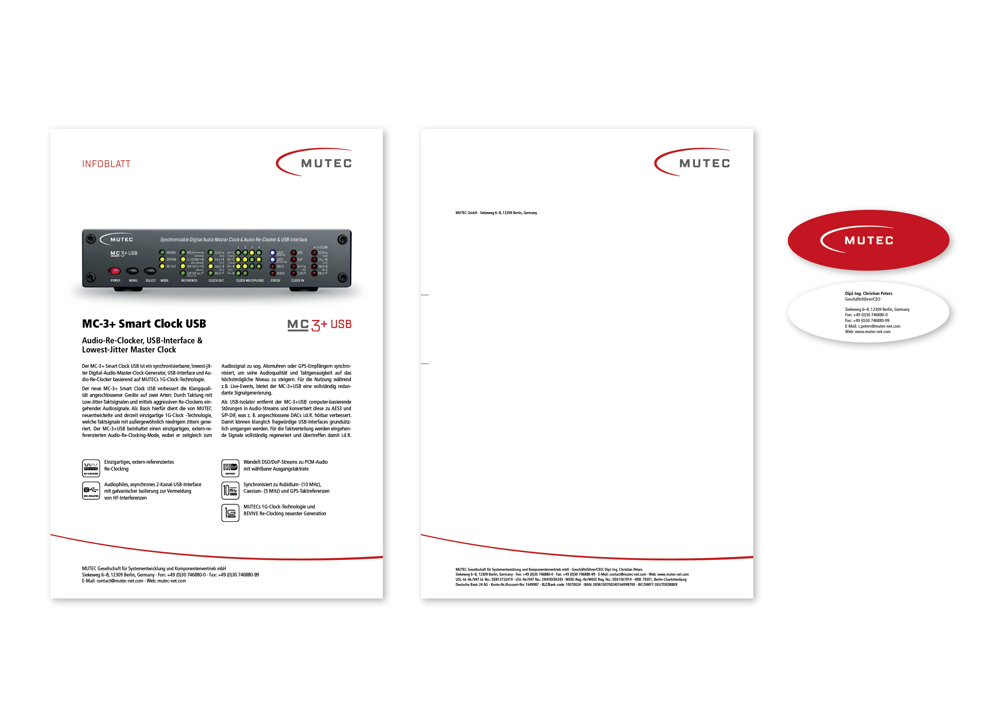 INFOBLATT
MUTEC
MUTEC
Synchronizable Digital Audio Master Clock & Audio Re-Clocker & USB Interface
MC3+ USB
1 2 3 4
1–10.0M
INTERN
WCLK
32.0
LOCK
DSD
32.0
EXTERN
1–10.0M
44.1
LOCK
DoP
44.1
RE-CLK
S/P-DIF
48.0
HOLD
64
48.0
S/P-DIF
88.2
AUDIO
128
88.2
POWER MENU SELECT MODE REFERENCE CLOCK OUT CLOCK MULTIPLIERS STATUS CLOCK IN
MC-3+ Smart Clock USB
MC3+ USB
Audio-Re-Clocker, USB-Interface &
Lowest-Jitter Master Clock
Der MC-3+ Smart Clock USB ist ein synchronisierbarer, lowest-jit-
ter Digital-Audio-Master-Clock-Generator, USB-Interface und Au-
dio-Re-Clocker basierend auf MUTECs 1G-Clock-Technologie.
Der neue MC-3+ Smart Clock USB verbessert die Klangquali-
tät angeschlossener Geräte auf zwei Arten: Durch Taktung mit
Low-Jitter-Taktsignalen und mittels aggressiven Re-Clockens ein-
gehender Audiosignale. Als Basis hierfür dient die von MUTEC
neuentwickelte und derzeit einzigartige 1G-Clock -Technologie,
welche Taktsignale mit außergewöhnlich niedrigem Jittern gene-
riert. Der MC-3+USB beinhaltet einen einzigartigen, extern-re-
ferenzierten Audio-Re-Clocking-Mode, wobei er zeitgleich zum
Audiosignal zu sog. Atomuhren oder GPS-Empfängern synchro-
nisiert, um seine Audioqualität und Taktgenauigkeit auf das
höchstmögliche Niveau zu steigern. Für die Nutzung während
z.B. Live-Events, bietet der MC-3+USB eine vollständig redun-
dante Signalgenerierung.
Als USB-Isolator entfernt der MC-3+USB computer-basierende
Störungen in Audio-Streams und konvertiert diese zu AES3 und
S/P-DIF, was z. B. angeschlossene DACs i.d.R. hörbar verbessert.
Damit können klanglich fragwürdige USB-Interfaces grundsätz-
lich umgangen werden. Für die Taktverteilung werden eingehen-
de Signale vollständig regeneriert und übertreffen damit i.d.R.
REVIVE
RE-CLOCKING
Einzigartiges, extern-referenziertes
Re-Clocking
USB-ISOLATOR
Audiophiles, asynchrones 2-Kanal-USB-Interface
mit galvanischer Isolierung zur Vermeidung
von HF-Interferenzen
DSD DoP
SUPPORT
Wandelt DSD/DoP-Streams zu PCM-Audio
mit wählbarer Ausgangstaktrate
10 MHz
READY
Synchronisiert zu Rubidium- (10 MHz),
Caesium- (5 MHz) und GPS-Taktreferenzen
1G
CLOCK
MUTECs 1G-Clock-Technologie und
REVIVE Re-Clocking neuester Generation
MUTEC Gesellschaft für Systementwicklung und Komponentenvertrieb mbH
Siekeweg 6–8, 12309 Berlin, Germany · Fon: +49 (0)30 746880-0 · Fax: +49 (0)30 746880-99
E-Mail: contact@mutec-net.com · Web: mutec-net.com
MUTEC
MUTEC GmbH · Siekeweg 6–8, 12309 Berlin, Germany
MUTEC Gesellschaft für Systementwicklung und Komponentenvertrieb mbH · Geschäftsführer/CEO: Dipl.-Ing. Christian Peters
Siekeweg 6–8, 12309 Berlin, Germany · Fon: +49 (0)30 746880-0 · Fax: +49 (0)30 746880-99 · E-Mail: contact@mutec-net.com · Web: www.mutec-net.com
USt.-Id.-Nr./VAT Id. No.: DE813152419 · USt.-Nr./VAT No.: 29/450/30243 · WEEE-Reg.-Nr./WEEE Reg. No.: DE61561914 · HRB: 79351, Berlin-Charlottenburg
Deutsche Bank 24 AG · Konto-Nr./Account-No: 1649987 · BLZ/Bank code: 10070024 · IBAN: DE96100700240164998700 · BIC/SWIFT: DEUTDEDBBER
MUTEC
Dipl.-Ing. Christian Peters
Geschäftsführer/CEO
Siekeweg 6–8, 12309 Berlin, Germany
Fon: +49 (0)30 746880-0
Fax: +49 (0)30 746880-99
E-Mail: c.peters@mutec-net.com
Web: www.mutec-net.com